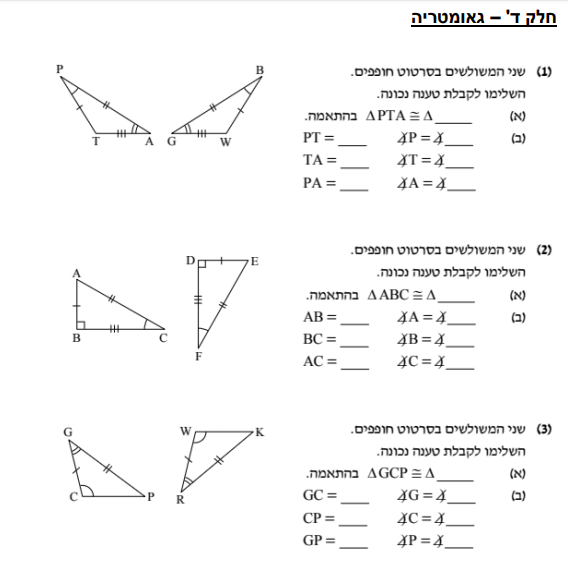 חלק ד' – גאומטריה
(1) שני המשולשים בסרטוט חופפים.
השלימו לקבלת טענה נכונה.
(א) ΔPTA ≅ Δ_____ בהתאמה.
(ב) PT = ____ ∢P = ∢____
TA = ____ ∢T = ∢____
PA = ____ ∢A = ∢____
P
B
T A G W
(2) שני המשולשים בסרטוט חופפים.
השלימו לקבלת טענה נכונה.
(א) ΔABC ≅ Δ_____ בהתאמה.
(ב) AB = ____ ∢A = ∢____
BC = ____ ∢B = ∢____
AC = ____ ∢C = ∢____
D E
A
B C
F
(3) שני המשולשים בסרטוט חופפים.
השלימו לקבלת טענה נכונה.
(א) ΔGCP ≅ Δ_____ בהתאמה.
(ב) GC = ____ ∢G = ∢____
CP = ____ ∢C = ∢____
GP = ____ ∢P = ∢____
G W K
C P R